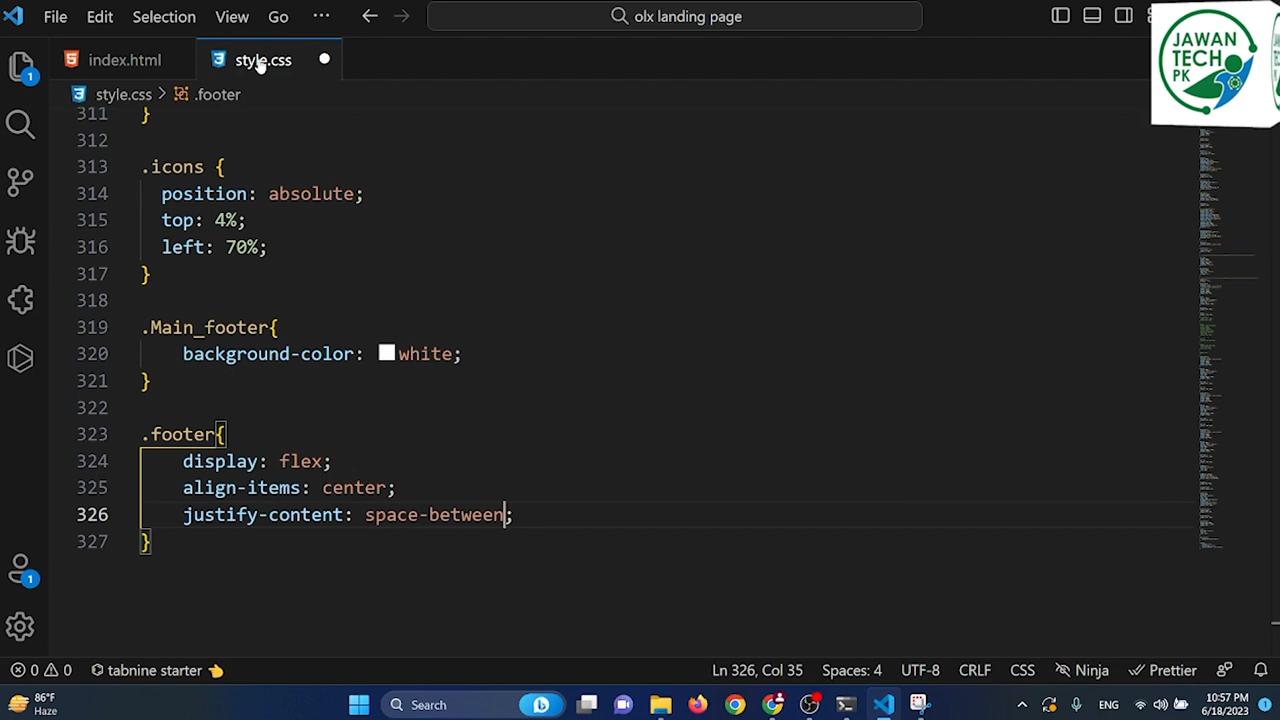 File Edit Selection View Go ··· olx landing page
JAWAN
TECH
PK
index.html style.css
1
style.css > .footer
311 }
312
313 .icons {
314 position: absolute;
315 top: 4%;
316 left: 70%;
317 }
318
319 .Main_footer{
320 background-color: white;
321 }
322
323 .footer{
324 display: flex;
325 align-items: center;
326 justify-content: space-between;
327 }
1
0 0 tabnine starter Ln 326, Col 35 Spaces: 4 UTF-8 CRLF CSS Ninja Prettier
86°F
Haze
Search
ENG
10:57 PM
6/18/2023
1